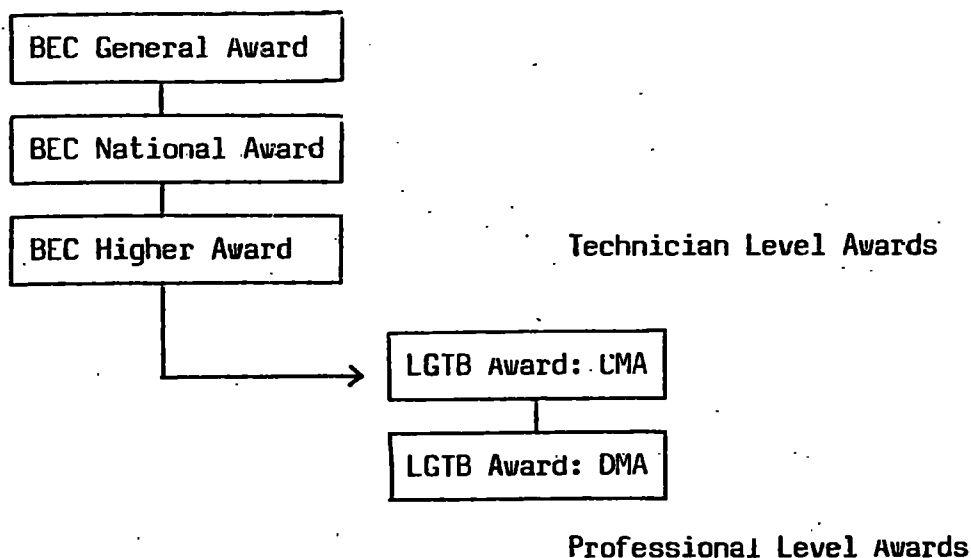 BEC General Award
BEC National Award
BEC Higher Award
Technician Level Awards
LGTB Award: CMA
LGTB Award: DMA
Professional Level Awards